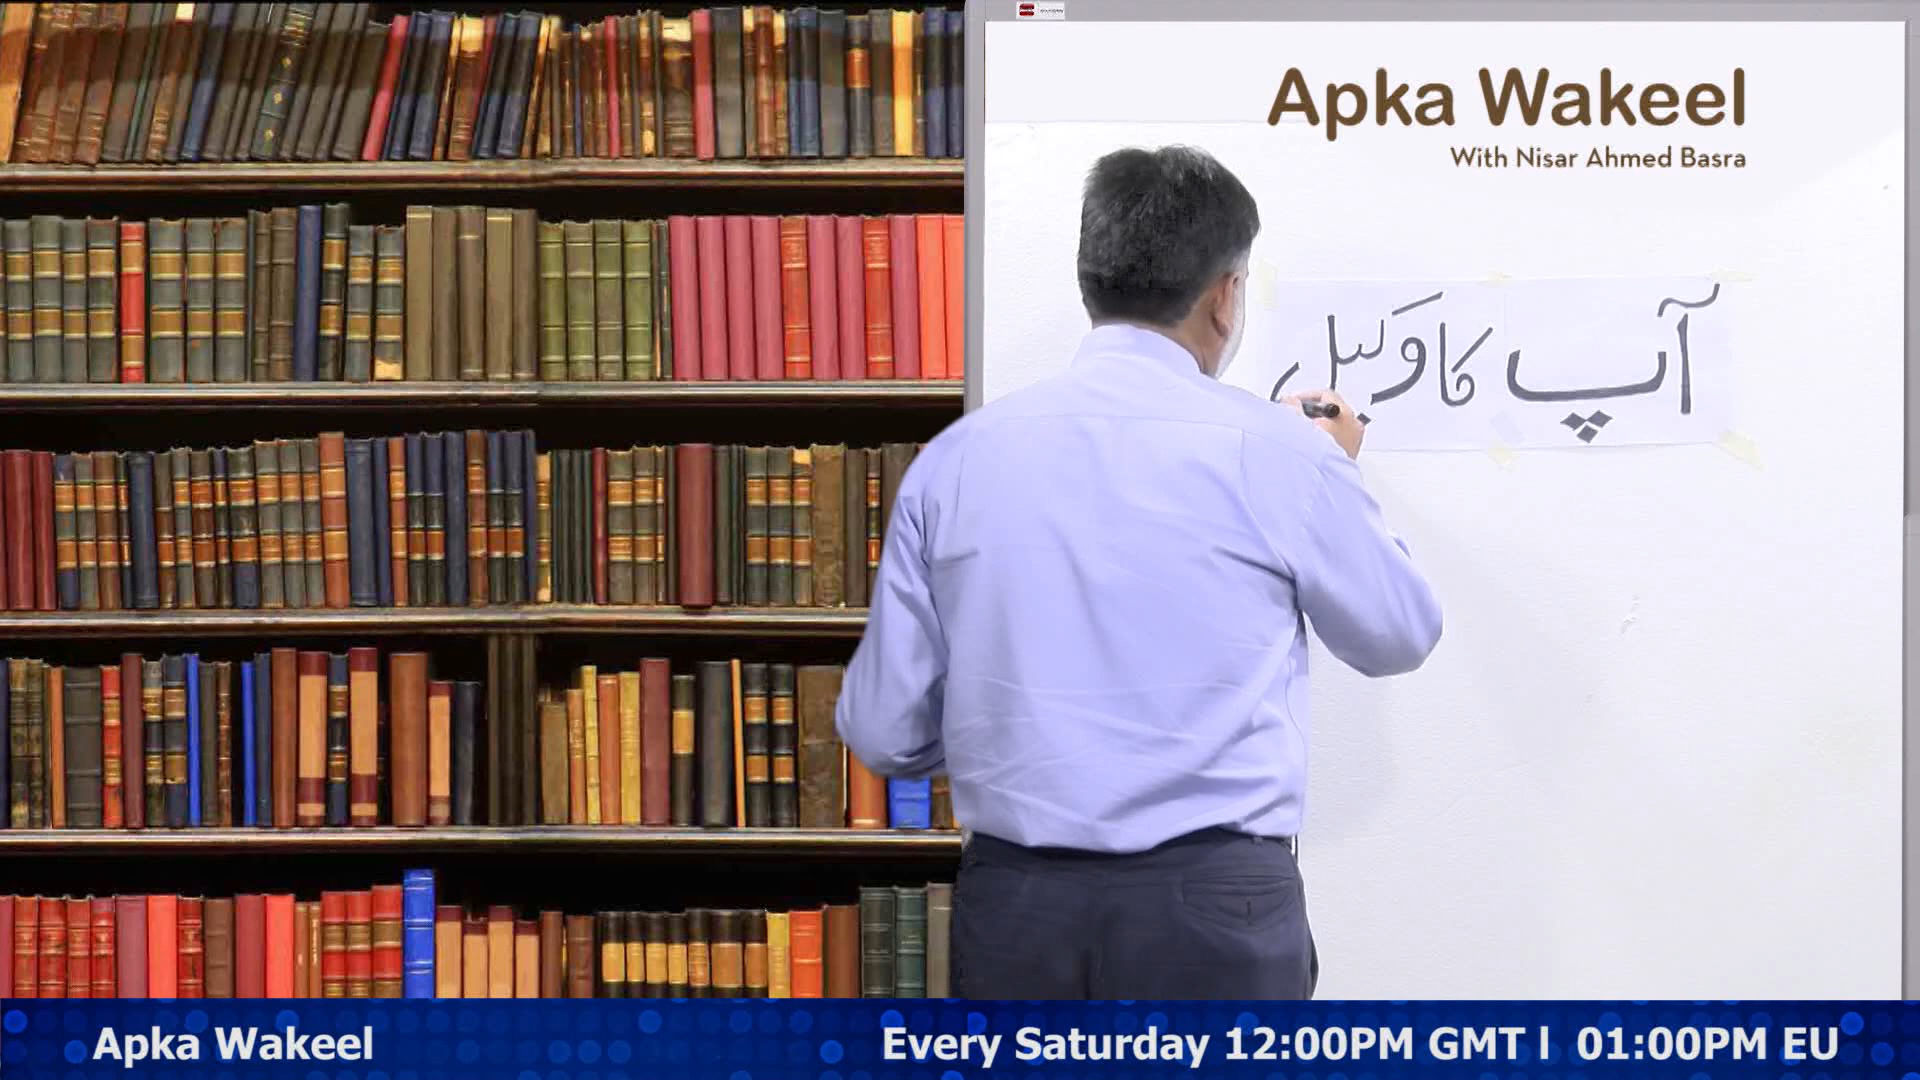 Apka Wakeel
With Nisar Ahmed Basra
آپ کا وکیل
Apka Wakeel
Every Saturday 12:00PM GMT l 01:00PM EU